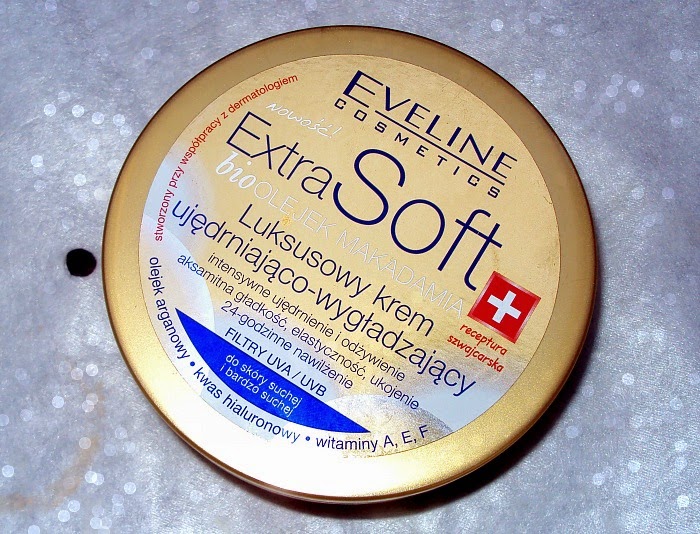 stworzony przy współpracy z dermatologiem
EVELINE
COSMETICS
nowość!
Extra Soft
bioOLEJEK MAKADAMIA
Luksusowy krem
ujędrniająco-wygładzający
intensywne ujędrnienie i odżywienie
aksamitna gładkość, elastyczność, ukojenie
24-godzinne nawilżenie
receptura
szwajcarska
FILTRY UVA / UVB
do skóry suchej
i bardzo suchej
olejek arganowy • kwas hialuronowy • witaminy A, E, F